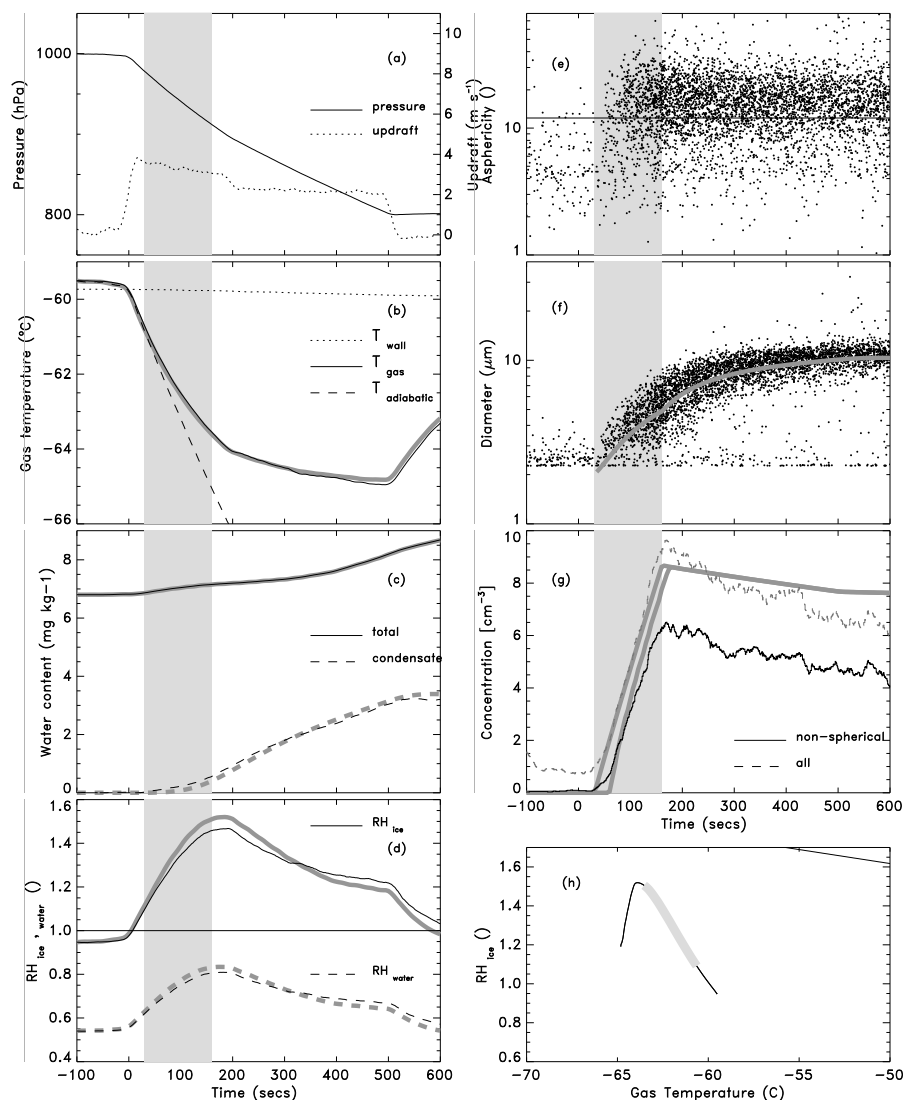 (a)
pressure
updraft
Pressure (hPa)
1000
900
800
Updraft (m s⁻¹)
10
8
6
4
2
0
(b)
T wall
T gas
T adiabatic
Gas temperature (ºC)
-60
-62
-64
-66
(c)
total
condensate
Water content (mg kg-1)
8
6
4
2
0
RH ice
(d)
RH water
RH ice , water ()
1.6
1.4
1.2
1.0
0.8
0.6
0.4
-100 0 100 200 300 400 500 600
Time (secs)
(e)
Asphericity ()
10
1
(f)
Diameter (μm)
10
1
(g)
non-spherical
all
Concentration [cm⁻³]
10
8
6
4
2
0
-100 0 100 200 300 400 500 600
Time (secs)
(h)
RH ice ()
1.6
1.4
1.2
1.0
0.8
0.6
-70 -65 -60 -55 -50
Gas Temperature (C)